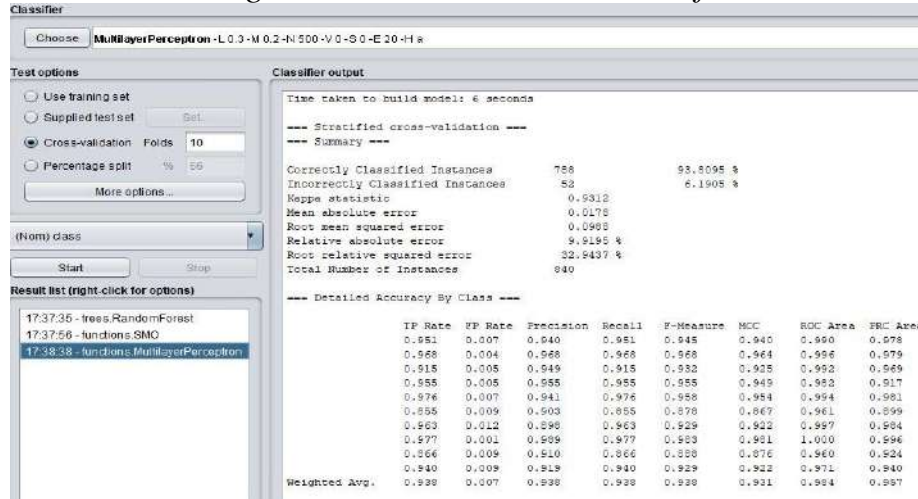 Classifier
Choose MultilayerPerceptron -L 0.3 -M 0.2 -N 500 -V 0 -S 0 -E 20 -H a
Test options
Use training set
Supplied test set Set...
Cross-validation Folds 10
Percentage split % 66
More options...
(Nom) class
Start Stop
Result list (right-click for options)
17:37:35 - trees.RandomForest
17:37:56 - functions.SMO
17:38:38 - functions.MultilayerPerceptron
Classifier output
Time taken to build model: 6 seconds
=== Stratified cross-validation ===
=== Summary ===
Correctly Classified Instances 788 93.8095 %
Incorrectly Classified Instances 52 6.1905 %
Kappa statistic 0.9312
Mean absolute error 0.0178
Root mean squared error 0.0988
Relative absolute error 9.9195 %
Root relative squared error 32.9437 %
Total Number of Instances 840
=== Detailed Accuracy By Class ===
TP Rate FP Rate Precision Recall F-Measure MCC ROC Area PRC Area
0.951 0.007 0.940 0.951 0.945 0.940 0.990 0.978
0.968 0.004 0.968 0.968 0.968 0.964 0.996 0.979
0.915 0.005 0.949 0.915 0.932 0.925 0.992 0.969
0.955 0.005 0.955 0.955 0.955 0.949 0.982 0.917
0.976 0.007 0.941 0.976 0.958 0.954 0.994 0.981
0.855 0.009 0.903 0.855 0.878 0.867 0.961 0.899
0.963 0.012 0.898 0.963 0.929 0.922 0.997 0.984
0.977 0.001 0.989 0.977 0.983 0.981 1.000 0.996
0.866 0.009 0.910 0.866 0.888 0.876 0.960 0.924
0.940 0.009 0.919 0.940 0.929 0.922 0.971 0.940
Weighted Avg. 0.938 0.007 0.938 0.938 0.938 0.931 0.984 0.957